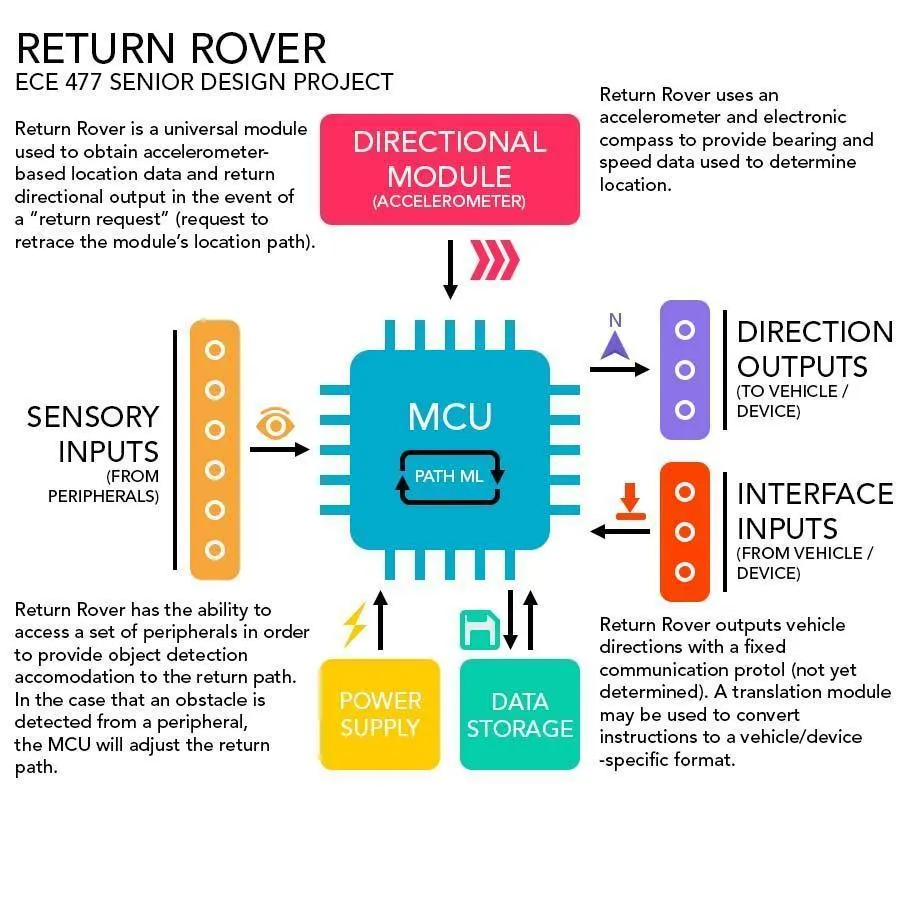 RETURN ROVER
ECE 477 SENIOR DESIGN PROJECT
Return Rover is a universal module
used to obtain accelerometer-
based location data and return
directional output in the event of
a “return request” (request to
retrace the module’s location path).
DIRECTIONAL
MODULE
(ACCELEROMETER)
Return Rover uses an
accelerometer and electronic
compass to provide bearing and
speed data used to determine
location.
SENSORY
INPUTS
(FROM
PERIPHERALS)
MCU
PATH ML
N
DIRECTION
OUTPUTS
(TO VEHICLE /
DEVICE)
INTERFACE
INPUTS
(FROM VEHICLE /
DEVICE)
Return Rover has the ability to
access a set of peripherals in order
to provide object detection
accomodation to the return path.
In the case that an obstacle is
detected from a peripheral,
the MCU will adjust the return
path.
POWER
SUPPLY
DATA
STORAGE
Return Rover outputs vehicle
directions with a fixed
communication protol (not yet
determined). A translation module
may be used to convert
instructions to a vehicle/device
-specific format.